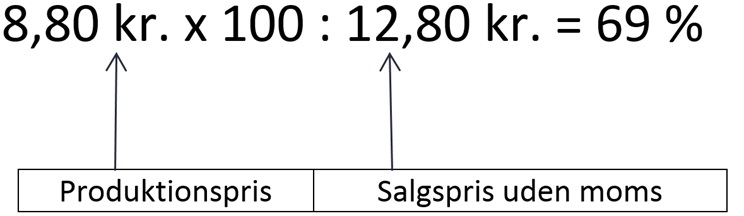 8,80 kr. x 100 : 12,80 kr. = 69 %
Produktionspris
Salgspris uden moms